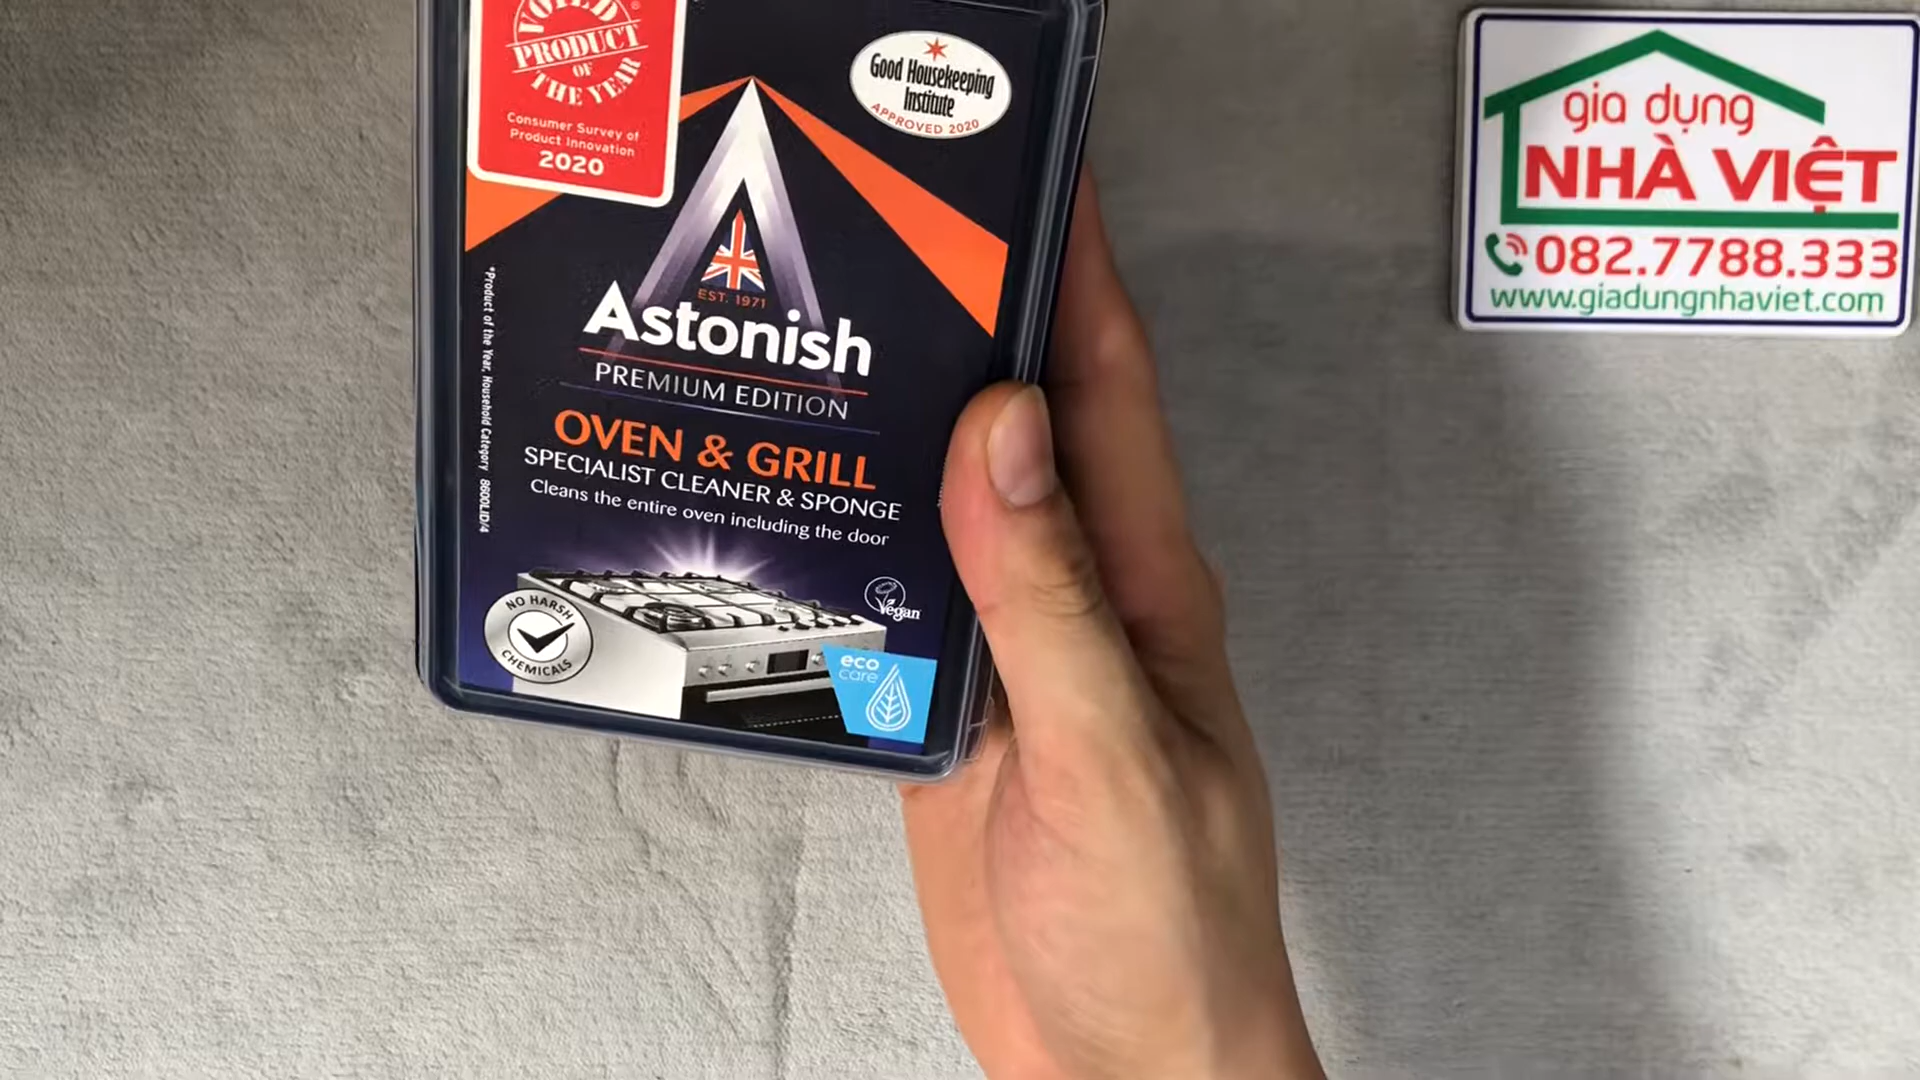 VOTED
PRODUCT
OF
THE YEAR
Consumer Survey of
Product Innovation
2020
Good Housekeeping
Institute
APPROVED 2020
EST. 1971
Astonish
PREMIUM EDITION
OVEN & GRILL
SPECIALIST CLEANER & SPONGE
Cleans the entire oven including the door
*Product of the Year, Household Category 8600LID/4
NO HARSH
CHEMICALS
Vegan
eco
care
gia dụng
NHÀ VIỆT
082.7788.333
www.giadungnhaviet.com